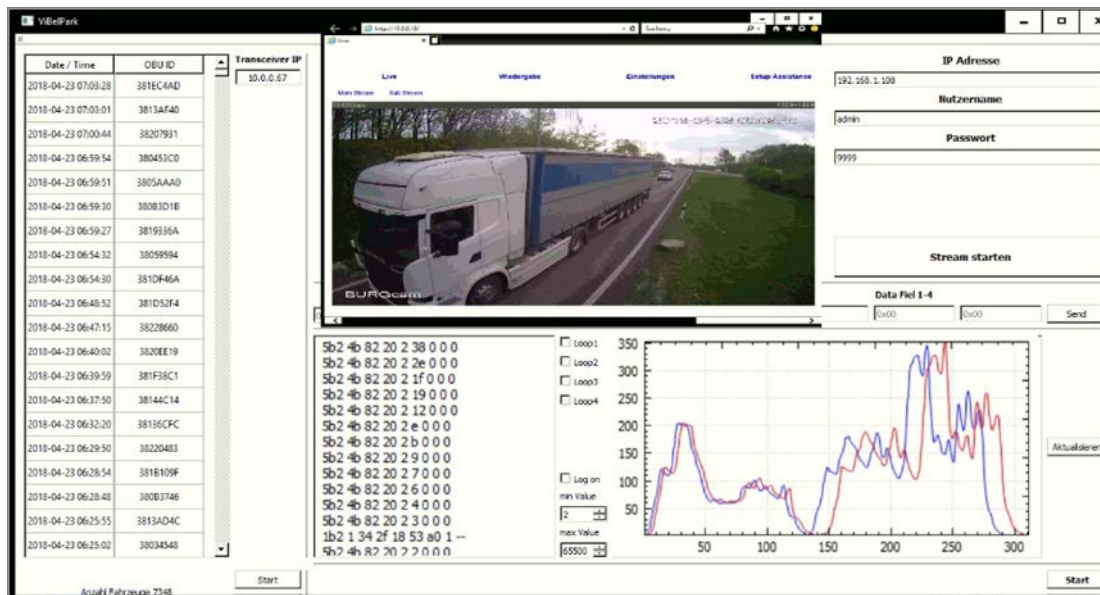 ViBelPark
Live
Wiedergabe
Einstellungen
Setup Assistance
Main Stream Sub Stream
BURGcam
Date / Time OBU ID
2018-04-23 07:03:28 381EC4AD
2018-04-23 07:03:01 3813AF40
2018-04-23 07:00:44 38207931
2018-04-23 06:59:54 380453C0
2018-04-23 06:59:51 3805AAA0
2018-04-23 06:59:30 380B3D1B
2018-04-23 06:59:27 3819336A
2018-04-23 06:54:32 38059594
2018-04-23 06:54:30 381DF46A
2018-04-23 06:48:52 381D52F4
2018-04-23 06:47:15 38228660
2018-04-23 06:40:02 3820EE19
2018-04-23 06:39:59 381F38C1
2018-04-23 06:37:50 38144C14
2018-04-23 06:32:20 38136CFC
2018-04-23 06:29:50 38220483
2018-04-23 06:28:54 381B109F
2018-04-23 06:28:48 380B3746
2018-04-23 06:25:55 3813AD4C
2018-04-23 06:25:02 38034548
Anzahl Fahrzeuge 7348
Transceiver IP
10.0.0.67
Start
IP Adresse
192.168.1.108
Nutzername
admin
Passwort
9999
Stream starten
Data Fiel 1-4
0x00 0x00 Send
5b2 4b 82 20 2 38 0 0 0
5b2 4b 82 20 2 2e 0 0 0
5b2 4b 82 20 2 1f 0 0 0
5b2 4b 82 20 2 19 0 0 0
5b2 4b 82 20 2 12 0 0 0
5b2 4b 82 20 2 e 0 0 0
5b2 4b 82 20 2 b 0 0 0
5b2 4b 82 20 2 9 0 0 0
5b2 4b 82 20 2 7 0 0 0
5b2 4b 82 20 2 6 0 0 0
5b2 4b 82 20 2 4 0 0 0
5b2 4b 82 20 2 3 0 0 0
1b2 1 34 2f 18 53 a0 1 --
5b2 4b 82 20 2 2 0 0 0
Loop1
Loop2
Loop3
Loop4
Log on
min Value
2
max Value
65500
350
300
250
200
150
100
50
50 100 150 200 250 300
Aktualisieren
Start